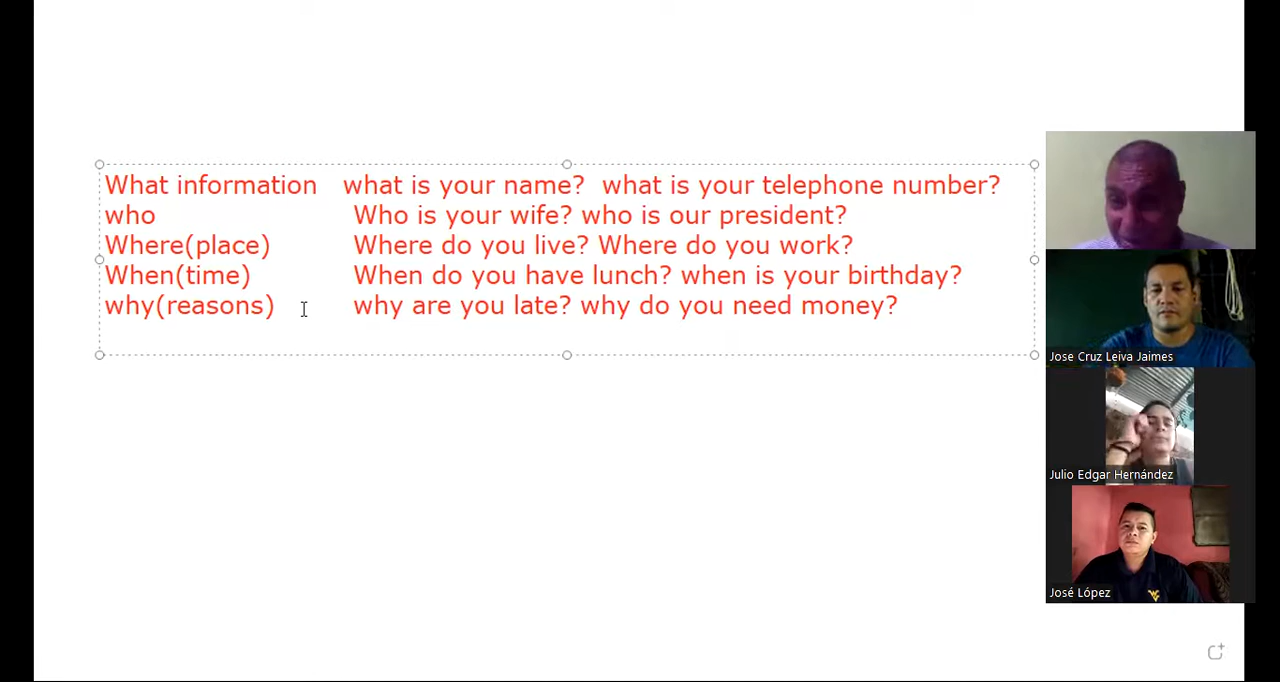 What information what is your name? what is your telephone number?
who Who is your wife? who is our president?
Where(place) Where do you live? Where do you work?
When(time) When do you have lunch? when is your birthday?
why(reasons) why are you late? why do you need money?
Jose Cruz Leiva Jaimes
Julio Edgar Hernández
José López